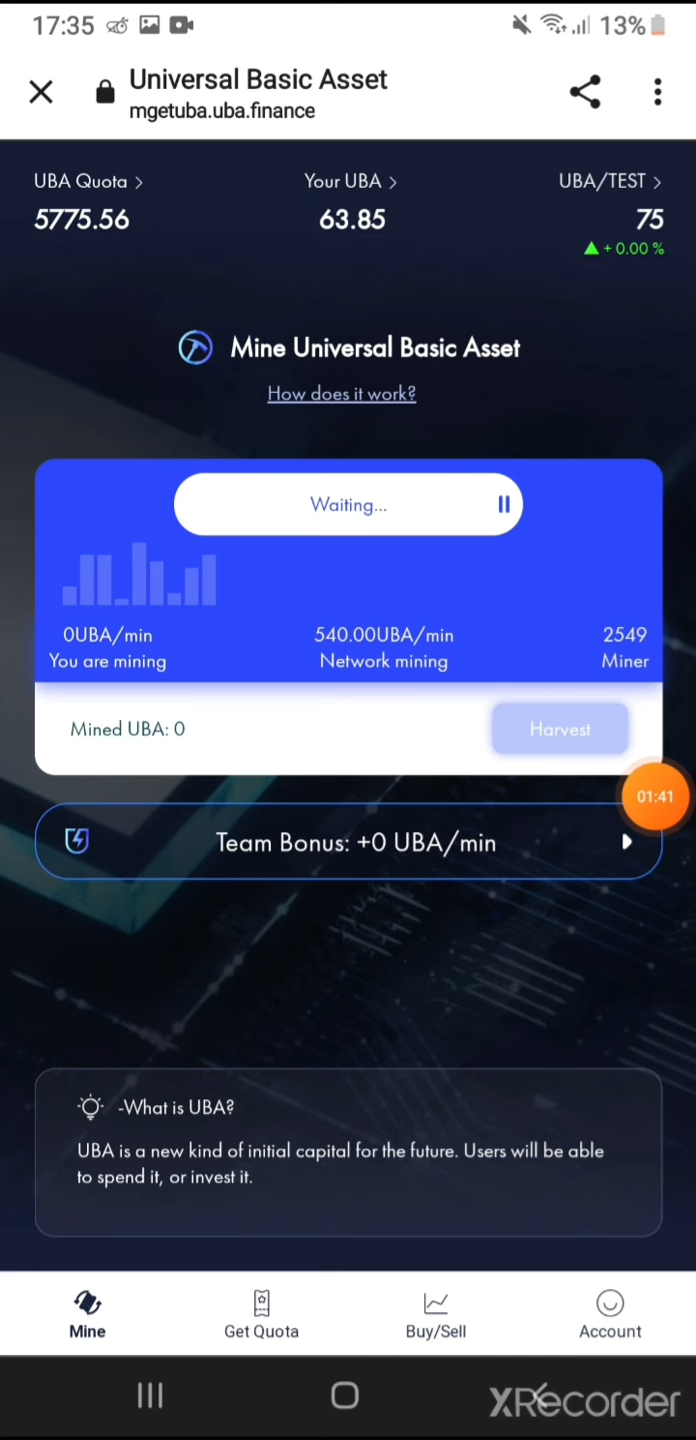 17:35 13%
Universal Basic Asset
mgetuba.uba.finance
UBA Quota > Your UBA > UBA/TEST >
5775.56 63.85 75
▲ + 0.00 %
Mine Universal Basic Asset
How does it work?
Waiting...
0UBA/min 540.00UBA/min 2549
You are mining Network mining Miner
Mined UBA: 0 Harvest
01:41
Team Bonus: +0 UBA/min
-What is UBA?
UBA is a new kind of initial capital for the future. Users will be able
to spend it, or invest it.
Mine Get Quota Buy/Sell Account
XRecorder